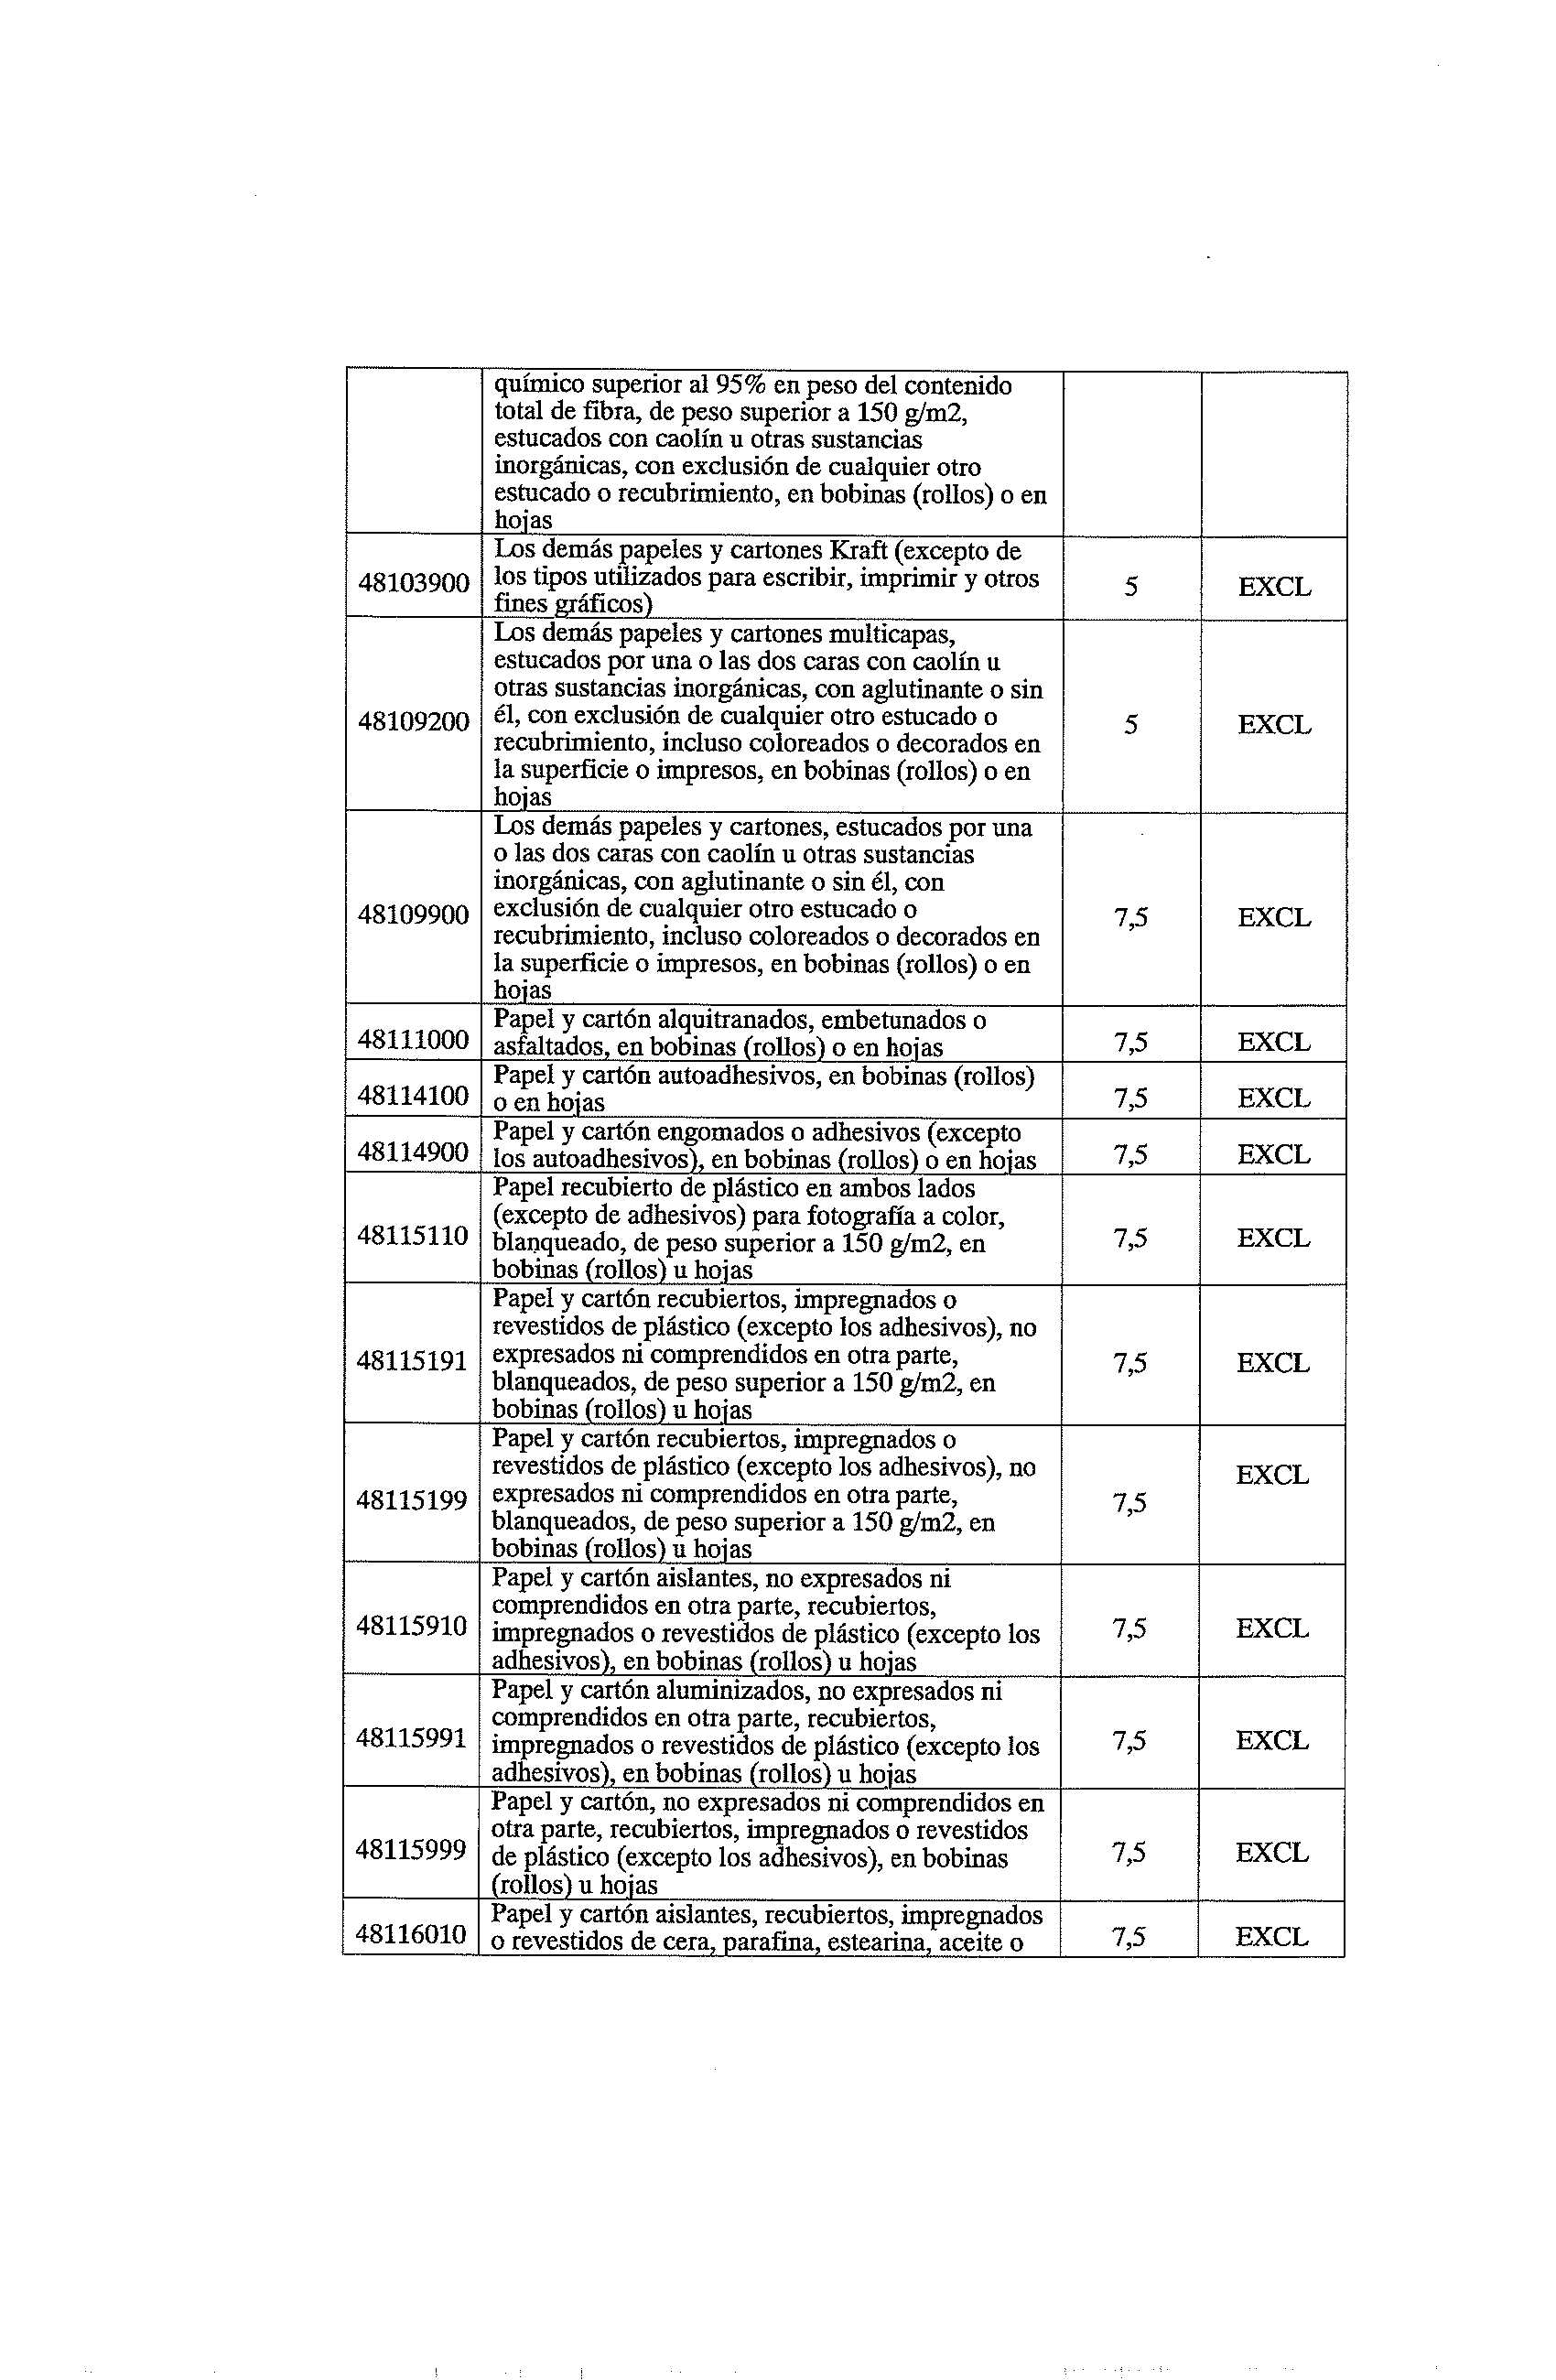 químico superior al 95% en peso del contenido
total de fibra, de peso superior a 150 g/m2,
estucados con caolín u otras sustancias
inorgánicas, con exclusión de cualquier otro
estucado o recubrimiento, en bobinas (rollos) o en
hojas
Los demás papeles y cartones Kraft (excepto de
48103900 los tipos utilizados para escribir, imprimir y otros 5 EXCL
fines gráficos)
Los demás papeles y cartones multicapas,
estucados por una o las dos caras con caolín u
otras sustancias inorgánicas, con aglutinante o sin
48109200 él, con exclusión de cualquier otro estucado o 5 EXCL
recubrimiento, incluso coloreados o decorados en
la superficie o impresos, en bobinas (rollos) o en
hojas
Los demás papeles y cartones, estucados por una
o las dos caras con caolín u otras sustancias
inorgánicas, con aglutinante o sin él, con
48109900 exclusión de cualquier otro estucado o 7,5 EXCL
recubrimiento, incluso coloreados o decorados en
la superficie o impresos, en bobinas (rollos) o en
hojas
Papel y cartón alquitranados, embetunados o
48111000 asfaltados, en bobinas (rollos) o en hojas 7,5 EXCL
Papel y cartón autoadhesivos, en bobinas (rollos)
48114100 o en hojas 7,5 EXCL
Papel y cartón engomados o adhesivos (excepto
48114900 los autoadhesivos), en bobinas (rollos) o en hojas 7,5 EXCL
Papel recubierto de plástico en ambos lados
(excepto de adhesivos) para fotografía a color,
48115110 blanqueado, de peso superior a 150 g/m2, en 7,5 EXCL
bobinas (rollos) u hojas
Papel y cartón recubiertos, impregnados o
revestidos de plástico (excepto los adhesivos), no
48115191 expresados ni comprendidos en otra parte, 7,5 EXCL
blanqueados, de peso superior a 150 g/m2, en
bobinas (rollos) u hojas
Papel y cartón recubiertos, impregnados o
revestidos de plástico (excepto los adhesivos), no EXCL
48115199 expresados ni comprendidos en otra parte, 7,5
blanqueados, de peso superior a 150 g/m2, en
bobinas (rollos) u hojas
Papel y cartón aislantes, no expresados ni
comprendidos en otra parte, recubiertos,
48115910 impregnados o revestidos de plástico (excepto los 7,5 EXCL
adhesivos), en bobinas (rollos) u hojas
Papel y cartón aluminizados, no expresados ni
comprendidos en otra parte, recubiertos,
48115991 impregnados o revestidos de plástico (excepto los 7,5 EXCL
adhesivos), en bobinas (rollos) u hojas
Papel y cartón, no expresados ni comprendidos en
otra parte, recubiertos, impregnados o revestidos
48115999 de plástico (excepto los adhesivos), en bobinas 7,5 EXCL
(rollos) u hojas
Papel y cartón aislantes, recubiertos, impregnados
48116010 o revestidos de cera, parafina, estearina, aceite o 7,5 EXCL